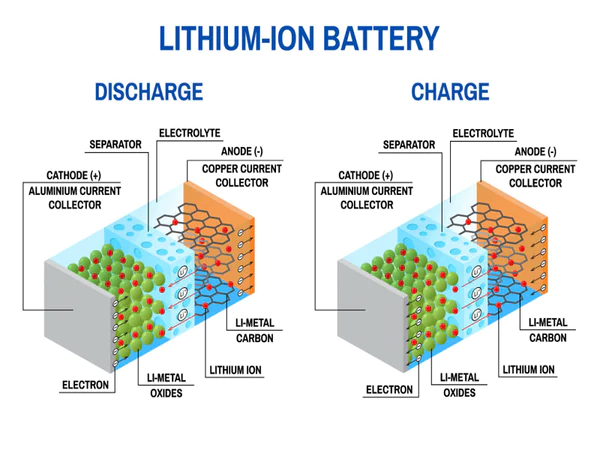 LITHIUM-ION BATTERY
DISCHARGE
SEPARATOR
ELECTROLYTE
ANODE (-)
COPPER CURRENT
COLLECTOR
CATHODE (+)
ALUMINIUM CURRENT
COLLECTOR
LI-METAL
CARBON
LITHIUM ION
LI-METAL
OXIDES
ELECTRON
CHARGE
SEPARATOR
ELECTROLYTE
ANODE (-)
COPPER CURRENT
COLLECTOR
CATHODE (+)
ALUMINIUM CURRENT
COLLECTOR
LI-METAL
CARBON
LITHIUM ION
LI-METAL
OXIDES
ELECTRON